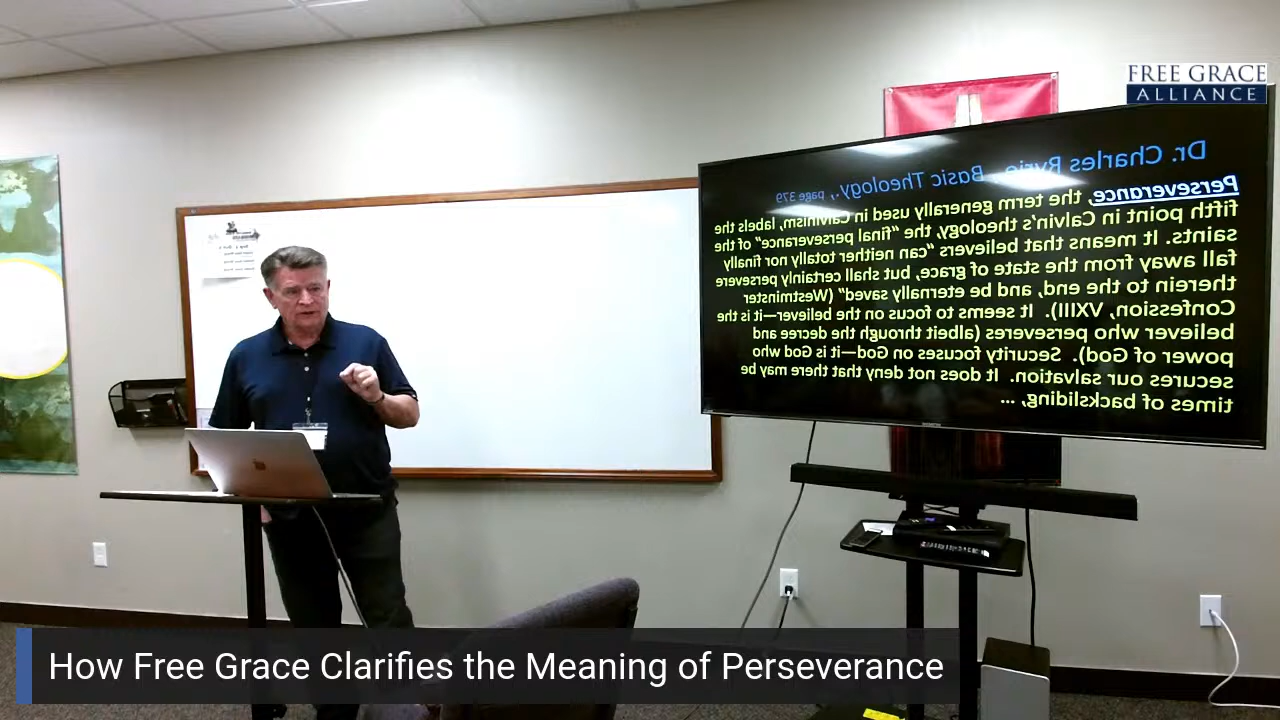 FREE GRACE
ALLIANCE
Dr. Charles Ryrie, Basic Theology, page 379
Perseverance, the term generally used in Calvinism, labels the
fifth point in Calvin's theology, the "final perseverance" of the
saints. It means that believers "can neither totally nor finally
fall away from the state of grace, but shall certainly persevere
therein to the end, and be eternally saved" (Westminster
Confession, VXIII). It seems to focus on the believer—it is the
believer who perseveres (albeit through the decree and
power of God). Security focuses on God—it is God who
secures our salvation. It does not deny that there may be
times of backsliding, ...
How Free Grace Clarifies the Meaning of Perseverance